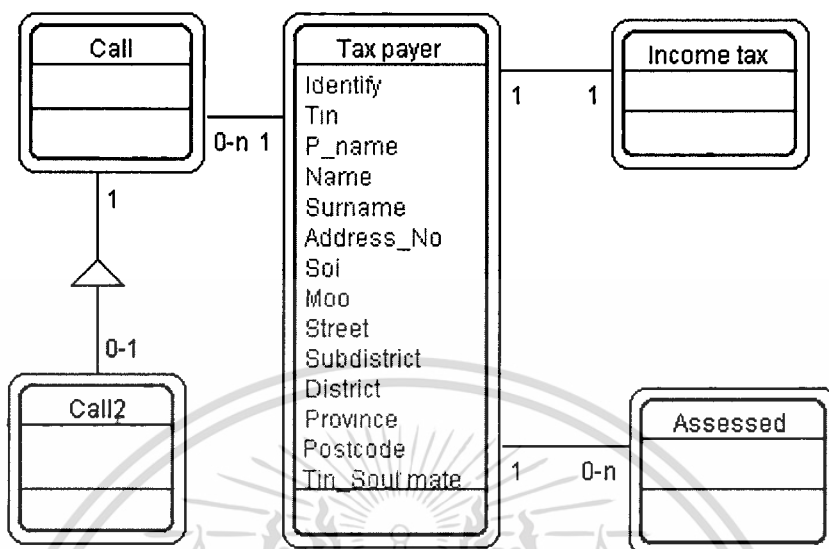 Call
Tax payer
Identify
Tin
P_name
Name
Surname
Address_No
Soi
Moo
Street
Subdistrict
District
Province
Postcode
Tin_Soul mate
Income tax
0-n 1
1 1
1
0-1
Call2
Assessed
1 0-n